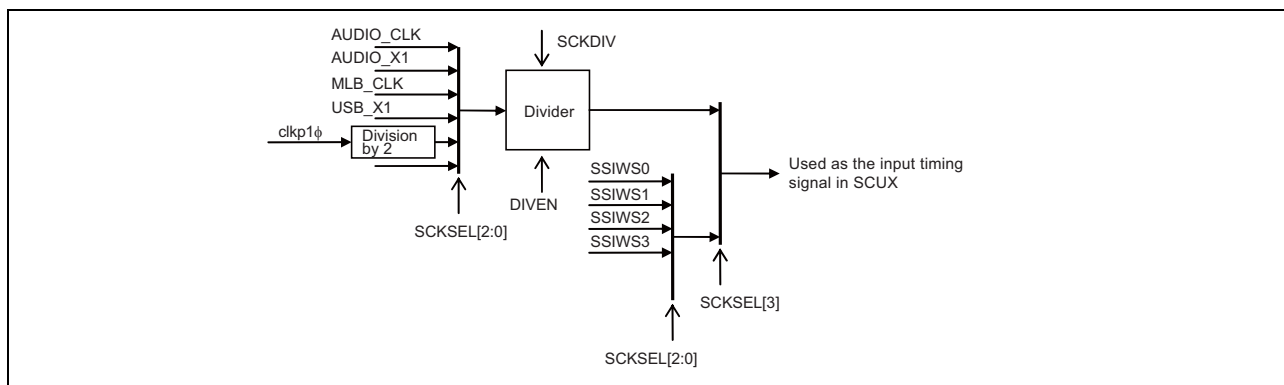 AUDIO_CLK
AUDIO_X1
MLB_CLK
USB_X1
clkp1ϕ
Division
by 2
SCKSEL[2:0]
SCKDIV
Divider
DIVEN
SSIWS0
SSIWS1
SSIWS2
SSIWS3
SCKSEL[2:0]
SCKSEL[3]
Used as the input timing
signal in SCUX